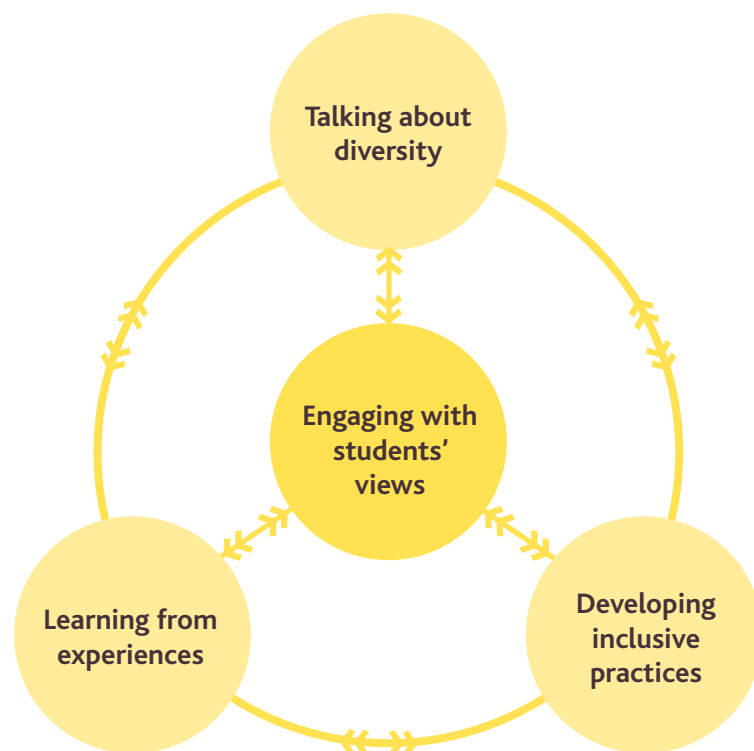 Talking about
diversity
Engaging with
students'
views
Learning from
experiences
Developing
inclusive
practices